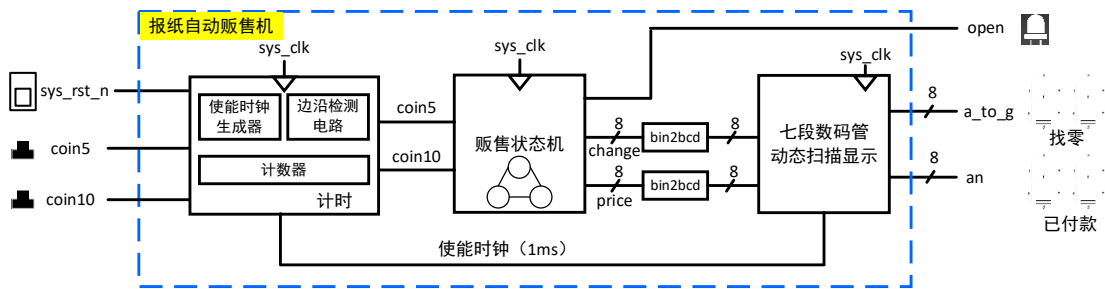 报纸自动贩售机
sys_clk
sys_clk
sys_clk
open
sys_rst_n
使能时钟
生成器
边沿检测
电路
coin5
8
a_to_g
coin5
贩售状态机
8
change
bin2bcd
8
七段数码管
动态扫描显示
找零
计数器
coin10
8
an
coin10
计时
8
price
bin2bcd
8
已付款
使能时钟（1ms）